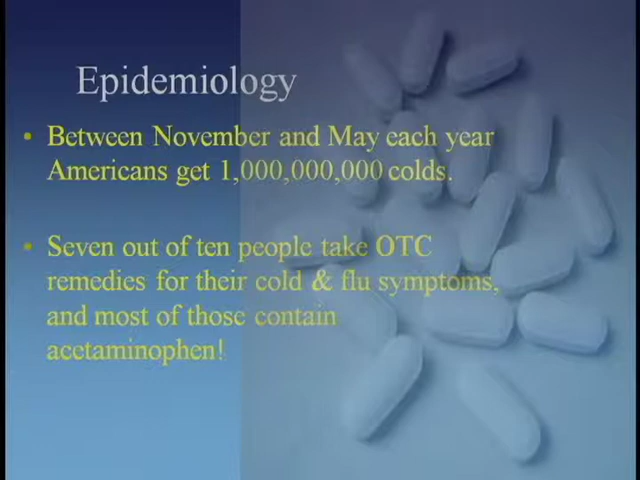 Epidemiology
• Between November and May each year
Americans get 1,000,000,000 colds.
• Seven out of ten people take OTC
remedies for their cold & flu symptoms,
and most of those contain
acetaminophen!